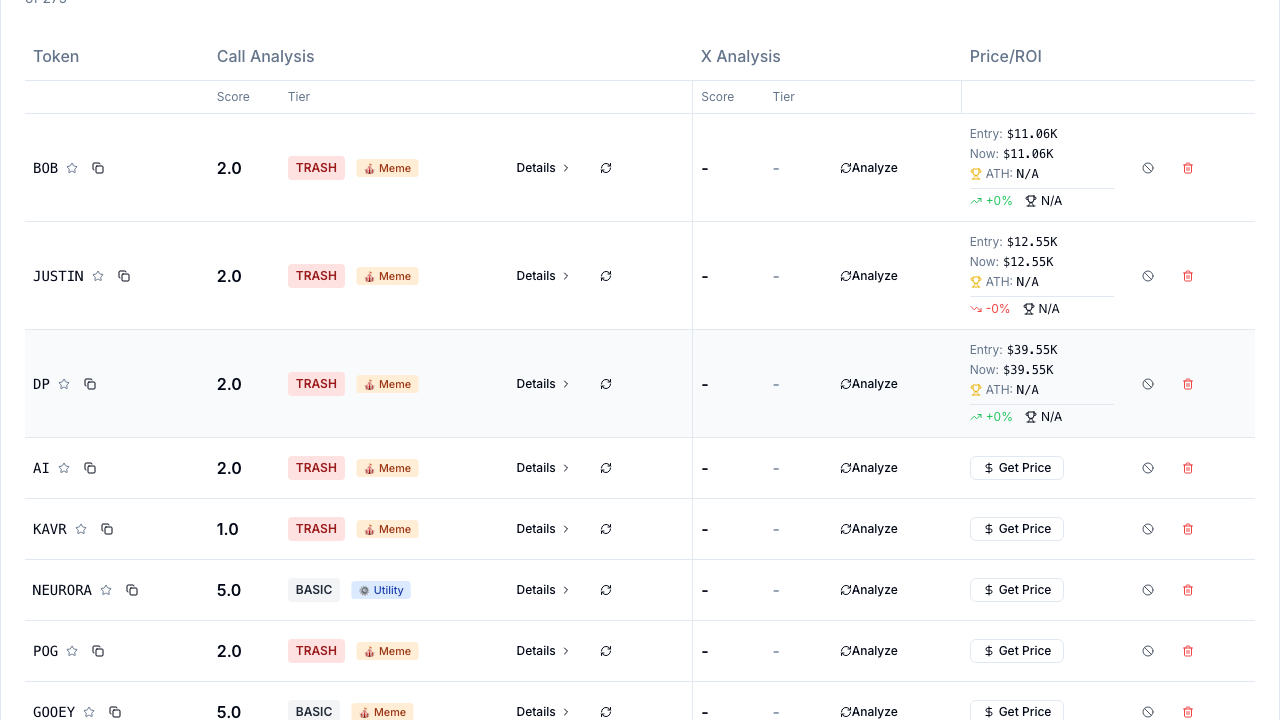 Token Call Analysis X Analysis Price/ROI
Score Tier Score Tier
BOB 2.0 TRASH Meme Details - - Analyze
Entry: $11.06K
Now: $11.06K
ATH: N/A
+0% N/A
JUSTIN 2.0 TRASH Meme Details - - Analyze
Entry: $12.55K
Now: $12.55K
ATH: N/A
-0% N/A
DP 2.0 TRASH Meme Details - - Analyze
Entry: $39.55K
Now: $39.55K
ATH: N/A
+0% N/A
AI 2.0 TRASH Meme Details - - Analyze $ Get Price
KAVR 1.0 TRASH Meme Details - - Analyze $ Get Price
NEURORA 5.0 BASIC Utility Details - - Analyze $ Get Price
POG 2.0 TRASH Meme Details - - Analyze $ Get Price
GOOEY 5.0 BASIC Meme Details - - Analyze $ Get Price